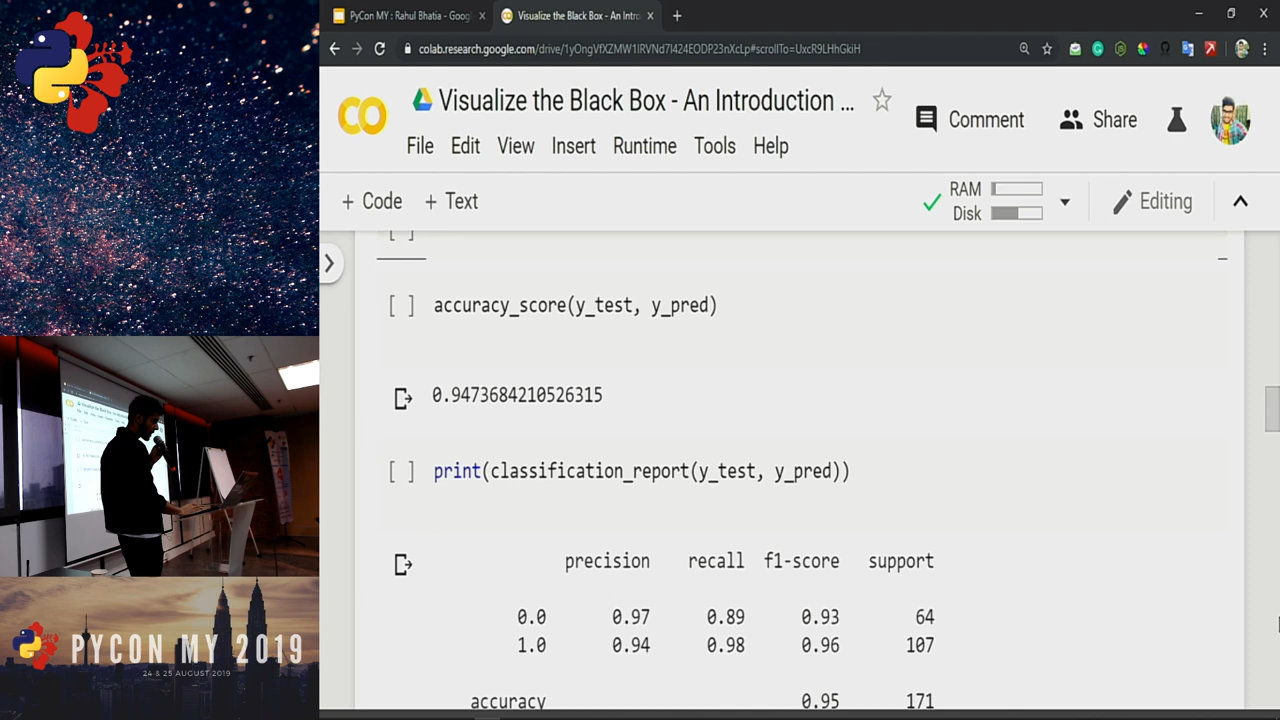 PyCon MY : Rahul Bhatia - Goog
Visualize the Black Box - An Intro
colab.research.google.com/drive/1yOngVfXZMW1lRVNd7l424EODP23nXcLp#scrollTo=UxcR9LHhGkiH
Visualize the Black Box - An Introduction ...
Comment
Share
File Edit View Insert Runtime Tools Help
+ Code + Text
RAM
Disk
Editing
[ ]
[ ] accuracy_score(y_test, y_pred)
0.9473684210526315
[ ] print(classification_report(y_test, y_pred))
precision recall f1-score support
0.0 0.97 0.89 0.93 64
1.0 0.94 0.98 0.96 107
accuracy 0.95 171
PYCON MY 2019
24 & 25 AUGUST 2019